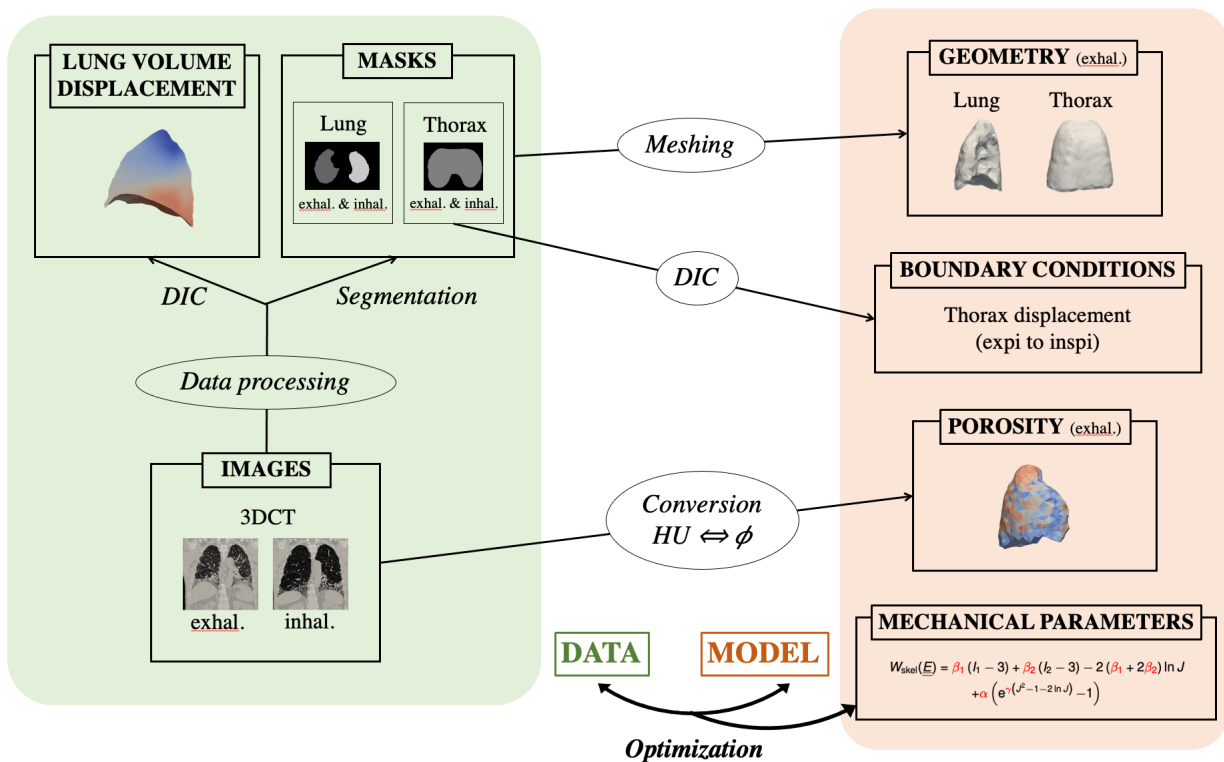 LUNG VOLUME
DISPLACEMENT
MASKS
Lung
exhal. & inhal.
Thorax
exhal. & inhal.
DIC
Segmentation
Data processing
IMAGES
3DCT
exhal.
inhal.
Meshing
DIC
Conversion
HU ⇔ ϕ
GEOMETRY (exhal.)
Lung
Thorax
BOUNDARY CONDITIONS
Thorax displacement
(expi to inspi)
POROSITY (exhal.)
MECHANICAL PARAMETERS
W_skel(E) = β₁ (I₁ − 3) + β₂ (I₂ − 3) − 2 (β₁ + 2β₂) ln J
+α (e^γ(J²−1−2 ln J) − 1)
DATA
MODEL
Optimization